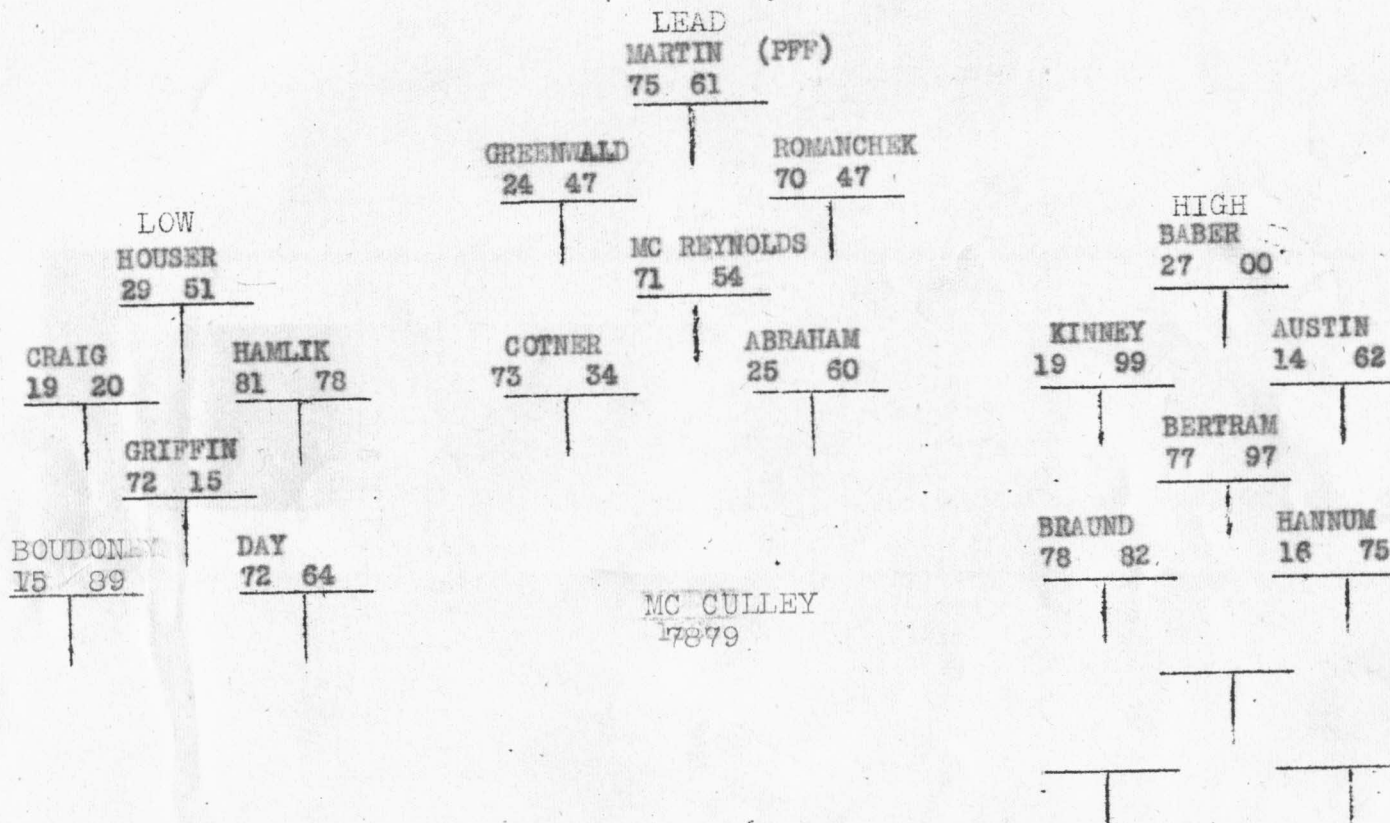 LEAD
MARTIN (PFF)
75 61
GREENWALD
24 47
ROMANCHEK
70 47
MC REYNOLDS
71 54
COTNER
73 34
ABRAHAM
25 60
LOW
HOUSER
29 51
CRAIG
19 20
HAMLIK
81 78
GRIFFIN
72 15
BOUDONEY
15 89
DAY
72 64
MC CULLEY
7879
HIGH
BABER
27 00
KINNEY
19 99
AUSTIN
14 62
BERTRAM
77 97
BRAUND
78 82
HANNUM
16 75